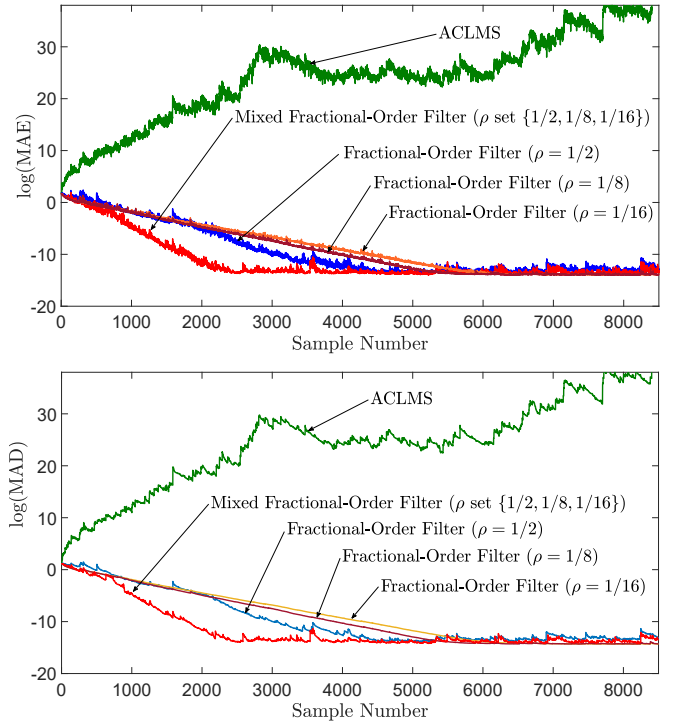 30
20
10
0
-10
-20
log(MAE)
ACLMS
Mixed Fractional-Order Filter (ρ set {1/2, 1/8, 1/16})
Fractional-Order Filter (ρ = 1/2)
Fractional-Order Filter (ρ = 1/8)
Fractional-Order Filter (ρ = 1/16)
0 1000 2000 3000 4000 5000 6000 7000 8000
Sample Number
30
20
10
0
-10
-20
log(MAD)
ACLMS
Mixed Fractional-Order Filter (ρ set {1/2, 1/8, 1/16})
Fractional-Order Filter (ρ = 1/2)
Fractional-Order Filter (ρ = 1/8)
Fractional-Order Filter (ρ = 1/16)
0 1000 2000 3000 4000 5000 6000 7000 8000
Sample Number